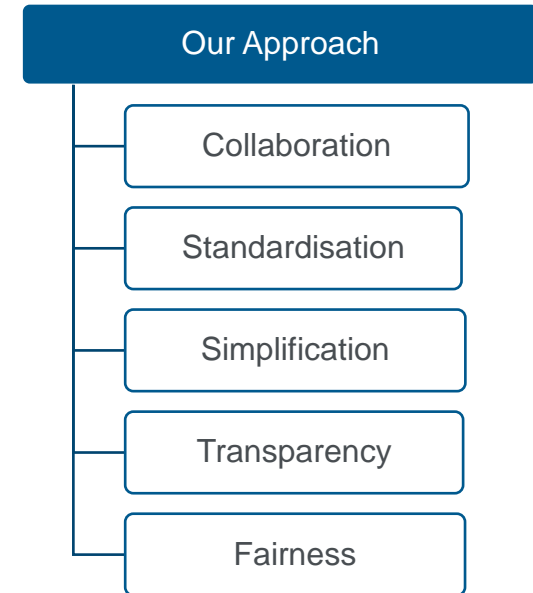 Our Approach
Collaboration
Standardisation
Simplification
Transparency
Fairness